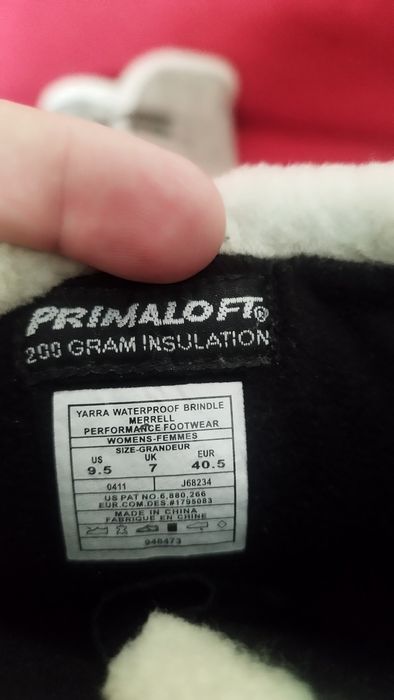 PRIMALOFT®
200 GRAM INSULATION
YARRA WATERPROOF BRINDLE
MERRELL
PERFORMANCE FOOTWEAR
WOMENS-FEMMES
SIZE-GRANDEUR
US UK EUR
9.5 7 40.5
0411 J68234
US PAT NO.6,880,266
EUR COM.DES.#1795083
MADE IN CHINA
FABRIQUE EN CHINE
948473